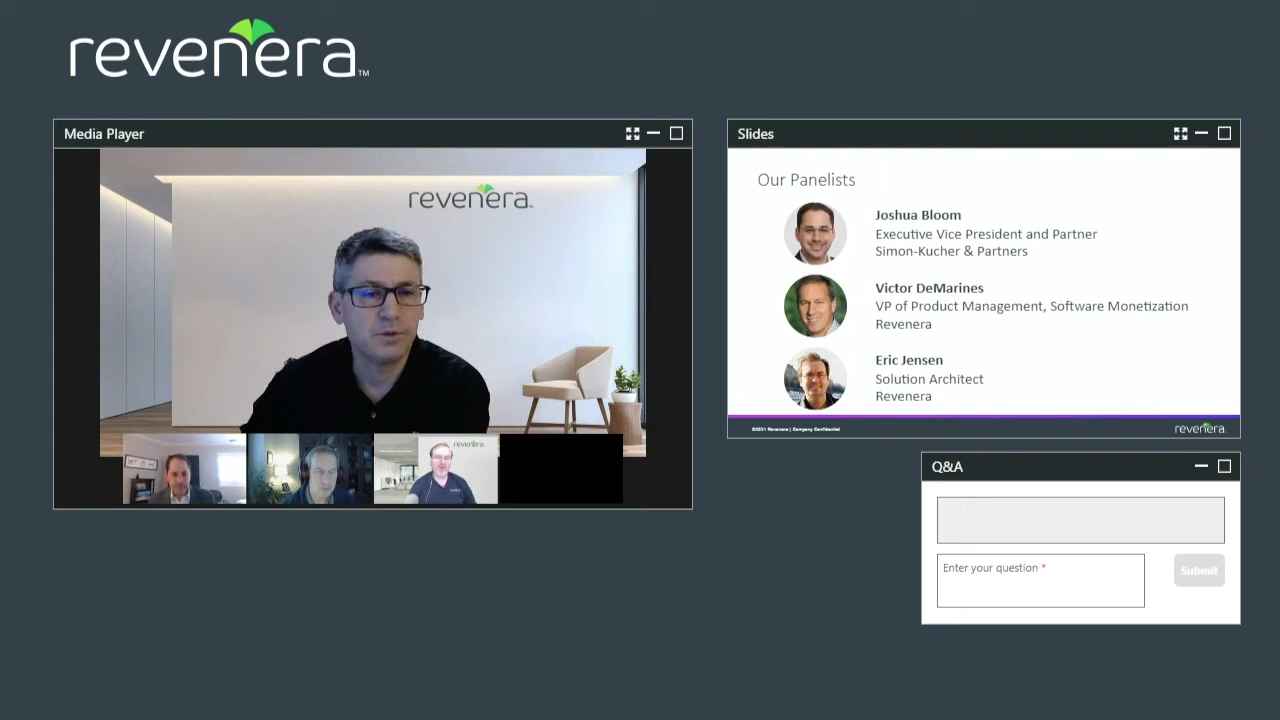 revenera™
Media Player
revenera
revenera
Slides
Our Panelists
Joshua Bloom
Executive Vice President and Partner
Simon-Kucher & Partners
Victor DeMarines
VP of Product Management, Software Monetization
Revenera
Eric Jensen
Solution Architect
Revenera
©2021 Revenera | Company Confidential
revenera
Q&A
Enter your question *
Submit